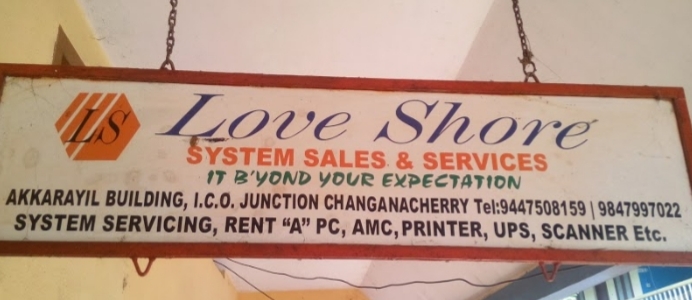 LS
Love Shore
SYSTEM SALES & SERVICES
IT B'YOND YOUR EXPECTATION
AKKARAYIL BUILDING, I.C.O. JUNCTION CHANGANACHERRY Tel:9447508159 | 9847997022
SYSTEM SERVICING, RENT “A” PC, AMC, PRINTER, UPS, SCANNER Etc.